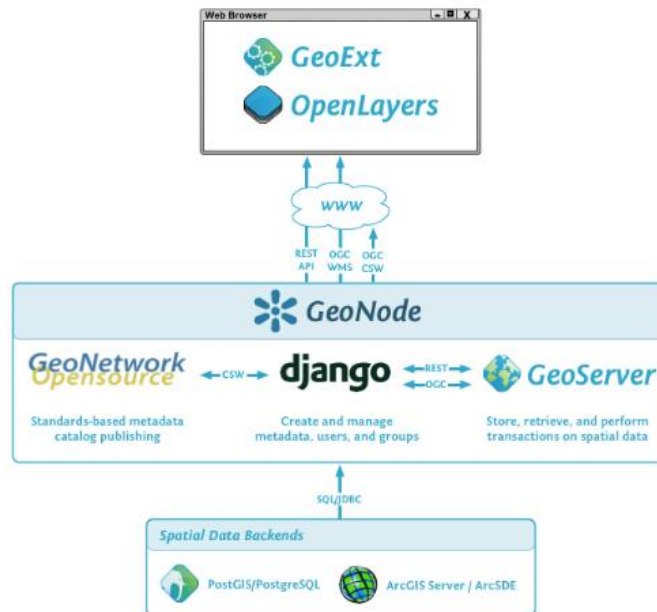 Web Browser
GeoExt
OpenLayers
www
REST API
OGC WMS
OGC CSW
GeoNode
GeoNetwork
Opensource
CSW
django
REST
OGC
GeoServer
Standards-based metadata
catalog publishing
Create and manage
metadata, users, and groups
Store, retrieve, and perform
transactions on spatial data
SQL/JDBC
Spatial Data Backends
PostGIS/PostgreSQL
ArcGIS Server / ArcSDE